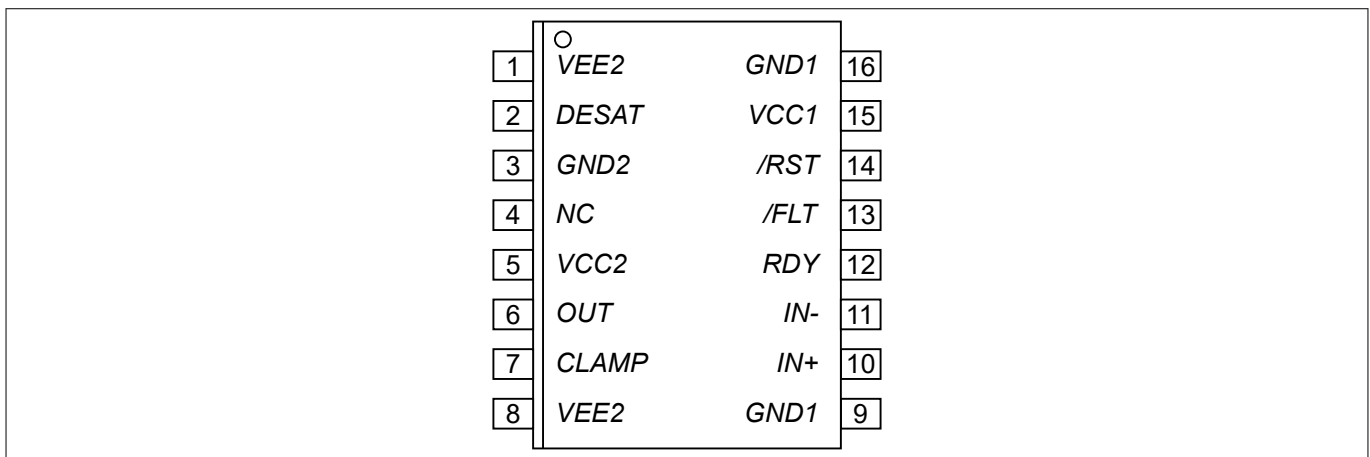 1 VEE2 GND1 16
2 DESAT VCC1 15
3 GND2 /RST 14
4 NC /FLT 13
5 VCC2 RDY 12
6 OUT IN- 11
7 CLAMP IN+ 10
8 VEE2 GND1 9